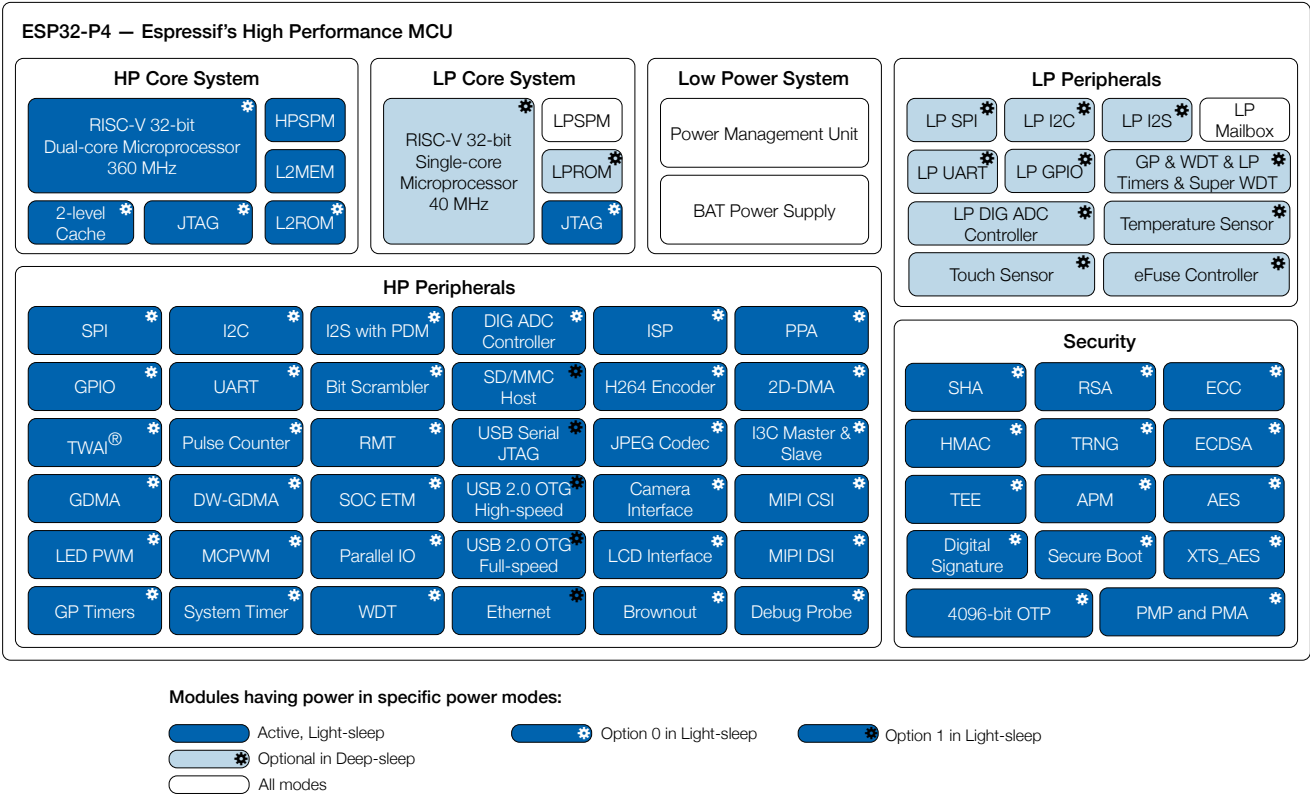 ESP32-P4 — Espressif's High Performance MCU
HP Core System
RISC-V 32-bit
Dual-core Microprocessor
360 MHz
HPSPM
L2MEM
2-level
Cache
JTAG
L2ROM
LP Core System
RISC-V 32-bit
Single-core
Microprocessor
40 MHz
LPSPM
LPROM
JTAG
Low Power System
Power Management Unit
BAT Power Supply
LP Peripherals
LP SPI
LP I2C
LP I2S
LP
Mailbox
LP UART
LP GPIO
GP & WDT & LP
Timers & Super WDT
LP DIG ADC
Controller
Temperature Sensor
Touch Sensor
eFuse Controller
HP Peripherals
SPI
I2C
I2S with PDM
DIG ADC
Controller
ISP
PPA
GPIO
UART
Bit Scrambler
SD/MMC
Host
H264 Encoder
2D-DMA
TWAI®
Pulse Counter
RMT
USB Serial
JTAG
JPEG Codec
I3C Master &
Slave
GDMA
DW-GDMA
SOC ETM
USB 2.0 OTG
High-speed
Camera
Interface
MIPI CSI
LED PWM
MCPWM
Parallel IO
USB 2.0 OTG
Full-speed
LCD Interface
MIPI DSI
GP Timers
System Timer
WDT
Ethernet
Brownout
Debug Probe
Security
SHA
RSA
ECC
HMAC
TRNG
ECDSA
TEE
APM
AES
Digital
Signature
Secure Boot
XTS_AES
4096-bit OTP
PMP and PMA
Modules having power in specific power modes:
Active, Light-sleep
Option 0 in Light-sleep
Option 1 in Light-sleep
Optional in Deep-sleep
All modes